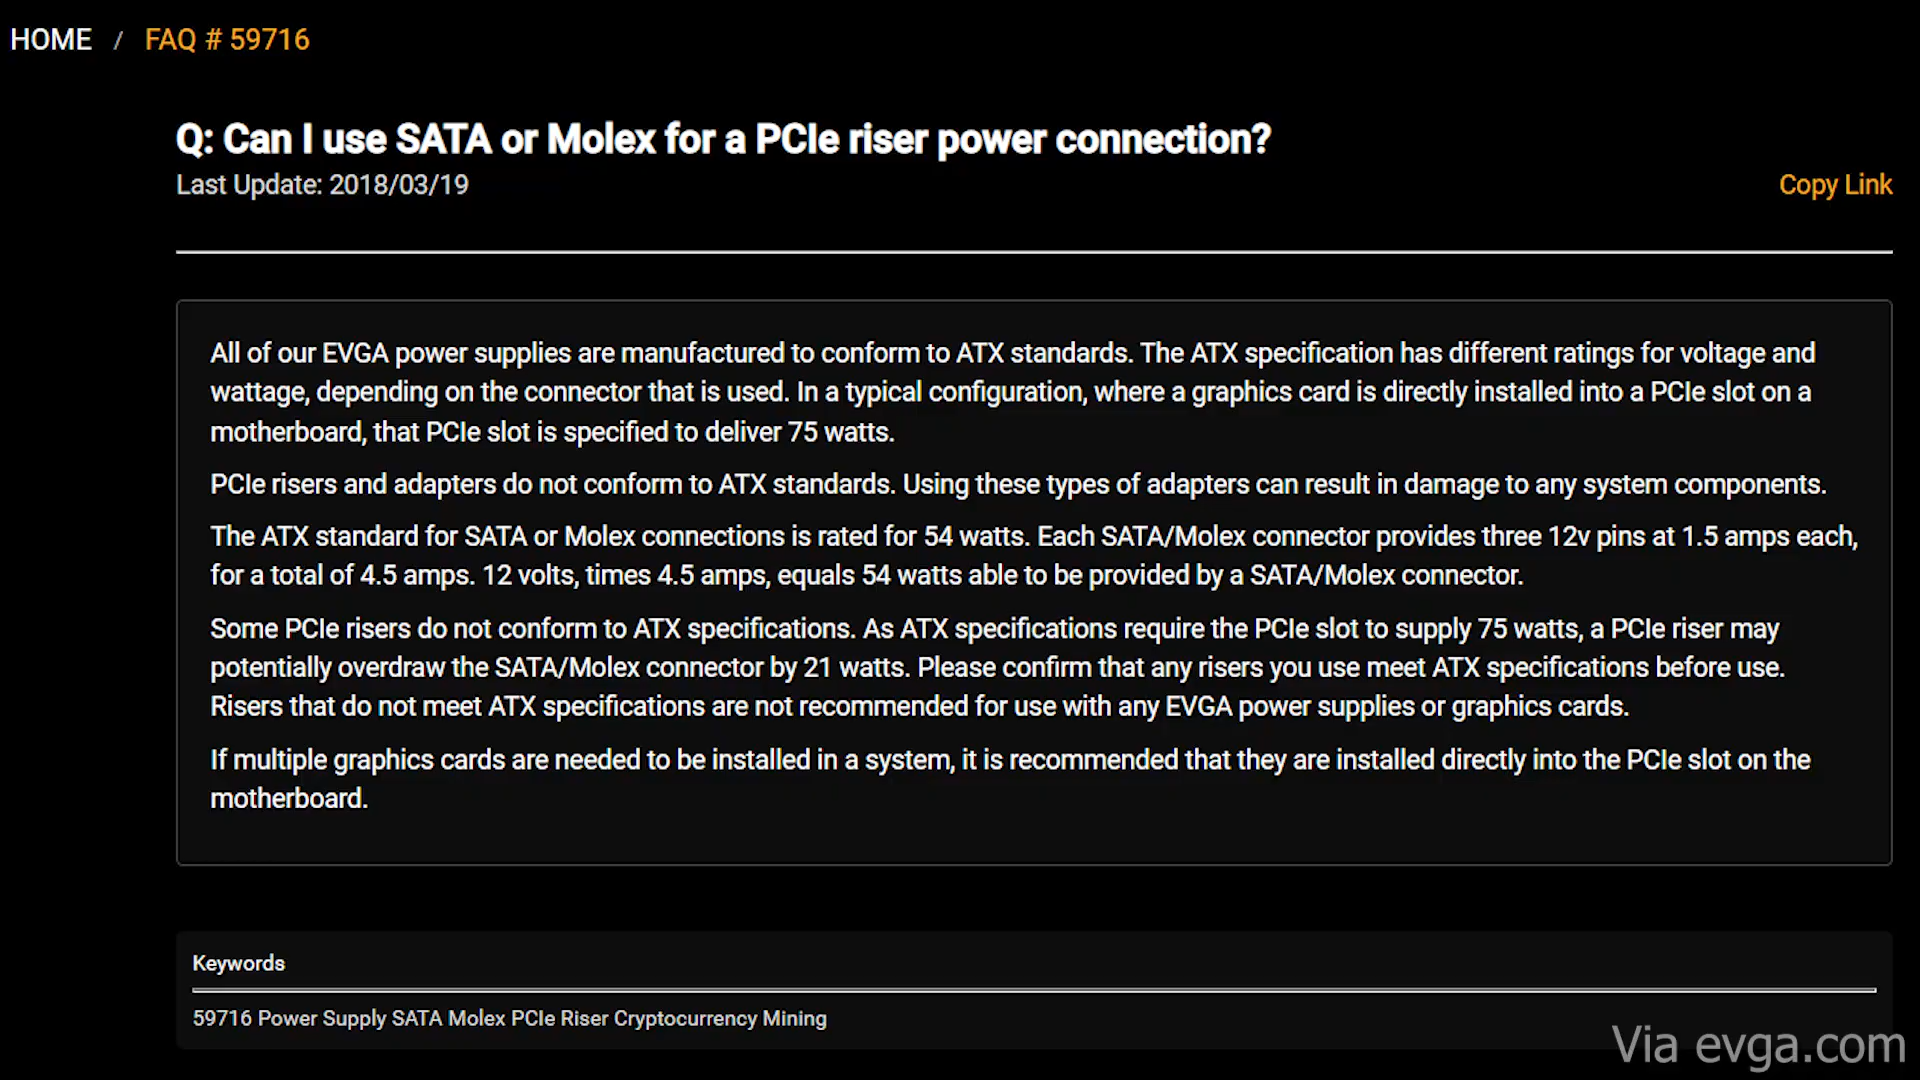 HOME / FAQ # 59716
Q: Can I use SATA or Molex for a PCIe riser power connection?
Last Update: 2018/03/19
Copy Link
All of our EVGA power supplies are manufactured to conform to ATX standards. The ATX specification has different ratings for voltage and
wattage, depending on the connector that is used. In a typical configuration, where a graphics card is directly installed into a PCIe slot on a
motherboard, that PCIe slot is specified to deliver 75 watts.
PCIe risers and adapters do not conform to ATX standards. Using these types of adapters can result in damage to any system components.
The ATX standard for SATA or Molex connections is rated for 54 watts. Each SATA/Molex connector provides three 12v pins at 1.5 amps each,
for a total of 4.5 amps. 12 volts, times 4.5 amps, equals 54 watts able to be provided by a SATA/Molex connector.
Some PCIe risers do not conform to ATX specifications. As ATX specifications require the PCIe slot to supply 75 watts, a PCIe riser may
potentially overdraw the SATA/Molex connector by 21 watts. Please confirm that any risers you use meet ATX specifications before use.
Risers that do not meet ATX specifications are not recommended for use with any EVGA power supplies or graphics cards.
If multiple graphics cards are needed to be installed in a system, it is recommended that they are installed directly into the PCIe slot on the
motherboard.
Keywords
59716 Power Supply SATA Molex PCIe Riser Cryptocurrency Mining
Via evga.com